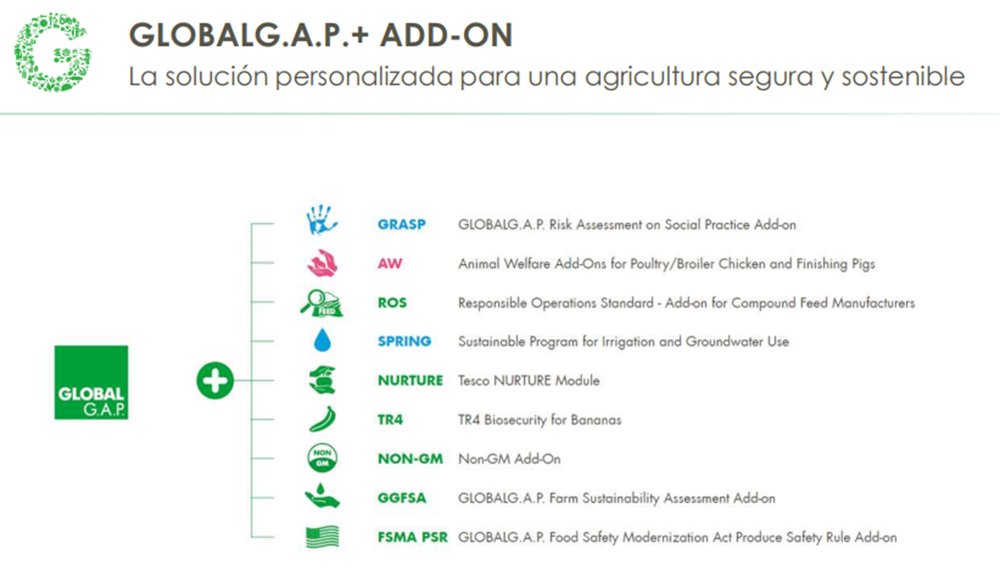 GLOBALG.A.P.+ ADD-ON
La solución personalizada para una agricultura segura y sostenible
GRASP GLOBALG.A.P. Risk Assessment on Social Practice Add-on
AW Animal Welfare Add-Ons for Poultry/Broiler Chicken and Finishing Pigs
FEED
ROS Responsible Operations Standard - Add-on for Compound Feed Manufacturers
SPRING Sustainable Program for Irrigation and Groundwater Use
GLOBAL
G.A.P.
NURTURE Tesco NURTURE Module
TR4 TR4 Biosecurity for Bananas
NON
GM
NON-GM Non-GM Add-On
GGFSA GLOBALG.A.P. Farm Sustainability Assessment Add-on
FSMA PSR GLOBALG.A.P. Food Safety Modernization Act Produce Safety Rule Add-on